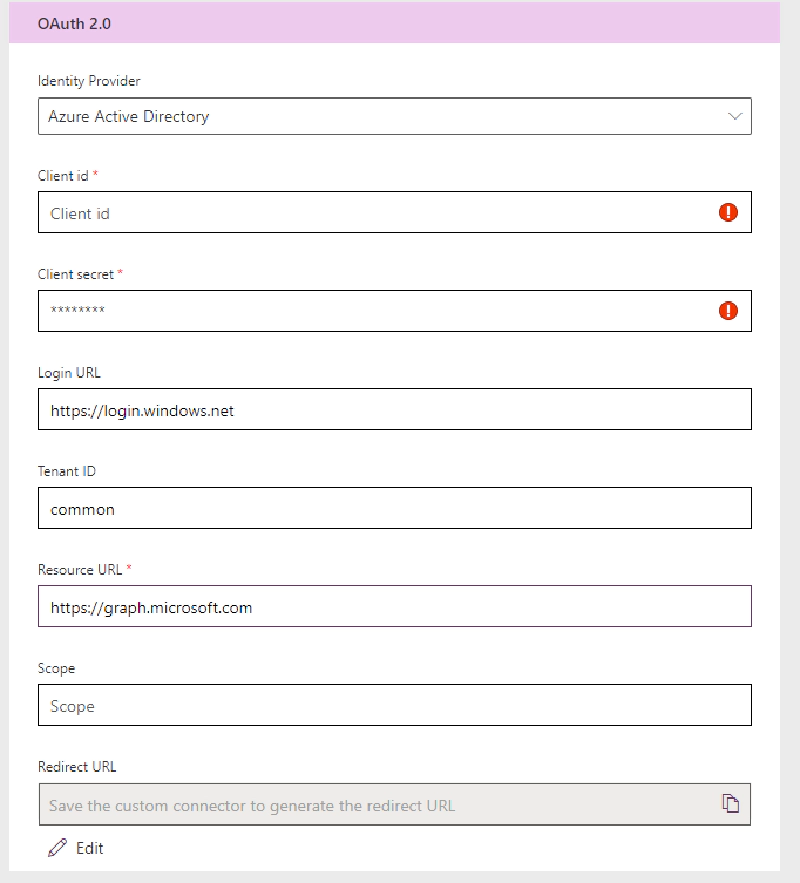 OAuth 2.0
Identity Provider
Azure Active Directory
Client id *
Client id
Client secret *
********
Login URL
https://login.windows.net
Tenant ID
common
Resource URL *
https://graph.microsoft.com
Scope
Scope
Redirect URL
Save the custom connector to generate the redirect URL
Edit